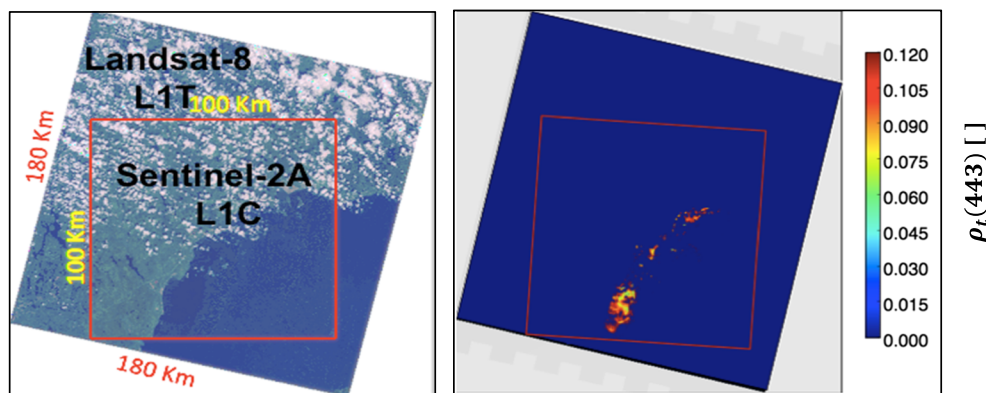 Landsat-8
L1T
100 Km
180 Km
Sentinel-2A
L1C
100 Km
180 Km
0.120
0.105
0.090
0.075
0.060
0.045
0.030
0.015
0.000
ρt(443) [ ]